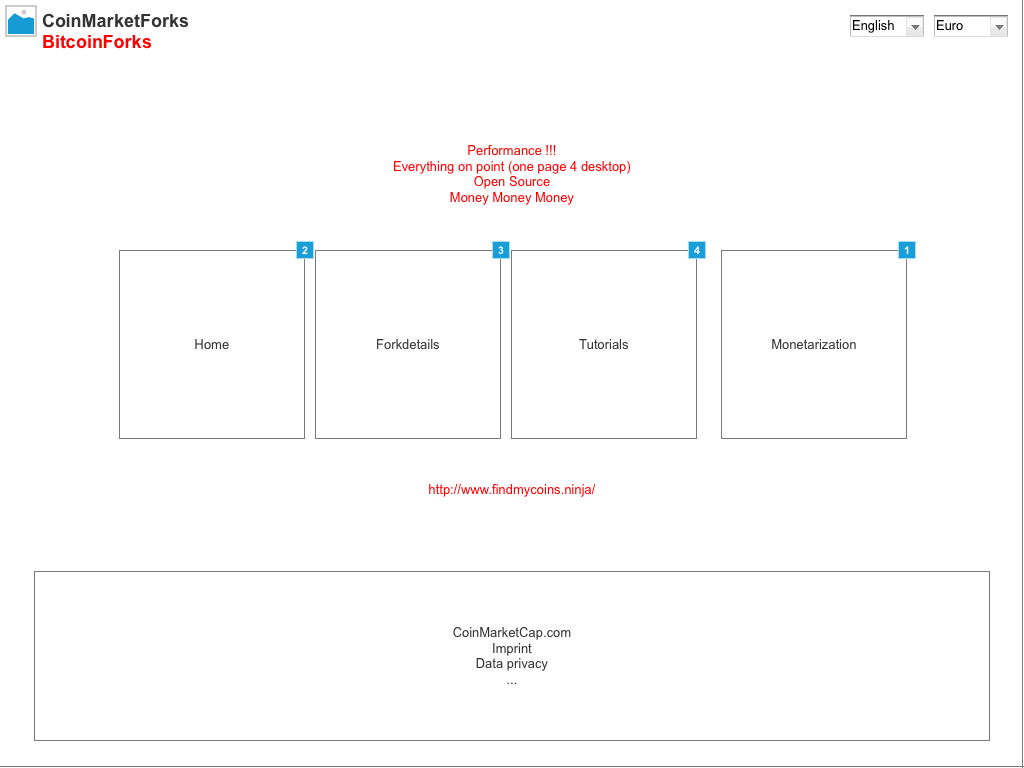 CoinMarketForks
BitcoinForks
English
Euro
Performance !!!
Everything on point (one page 4 desktop)
Open Source
Money Money Money
2
3
4
1
Home
Forkdetails
Tutorials
Monetarization
http://www.findmycoins.ninja/
CoinMarketCap.com
Imprint
Data privacy
...